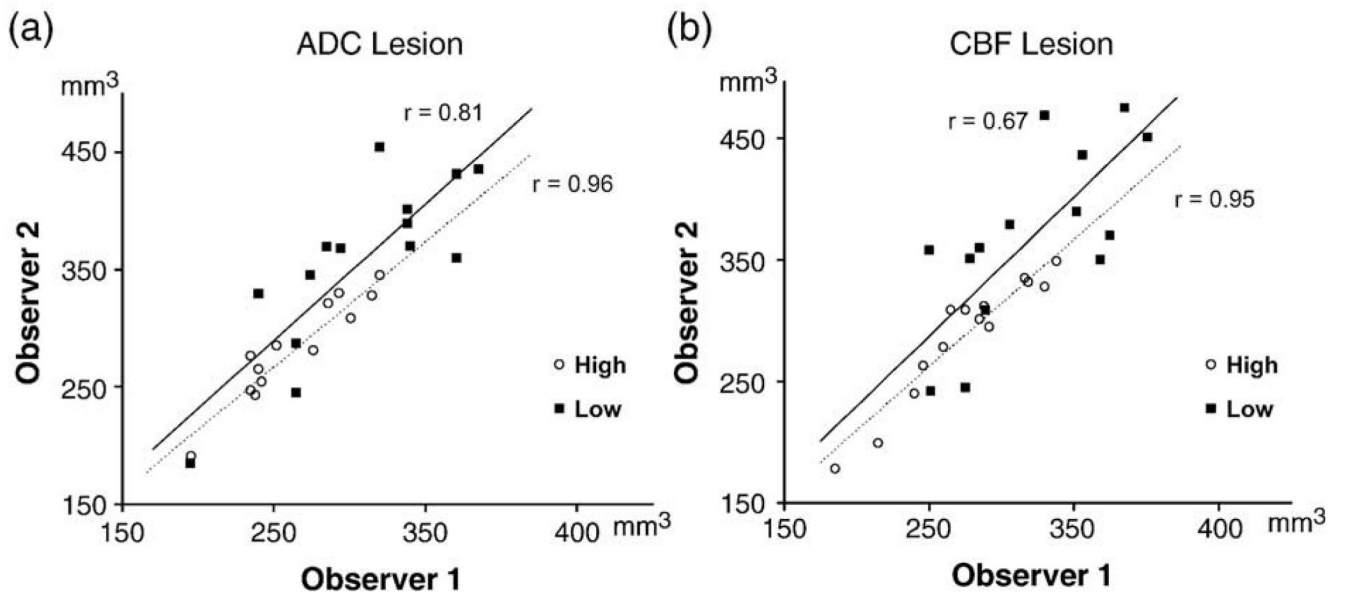 (a)
ADC Lesion
mm3
r = 0.81
450
r = 0.96
350
Observer 2
High
250
Low
150
150
250
350
400
mm3
Observer 1
(b)
CBF Lesion
mm3
r = 0.67
450
r = 0.95
350
Observer 2
High
250
Low
150
150
250
350
400
mm3
Observer 1